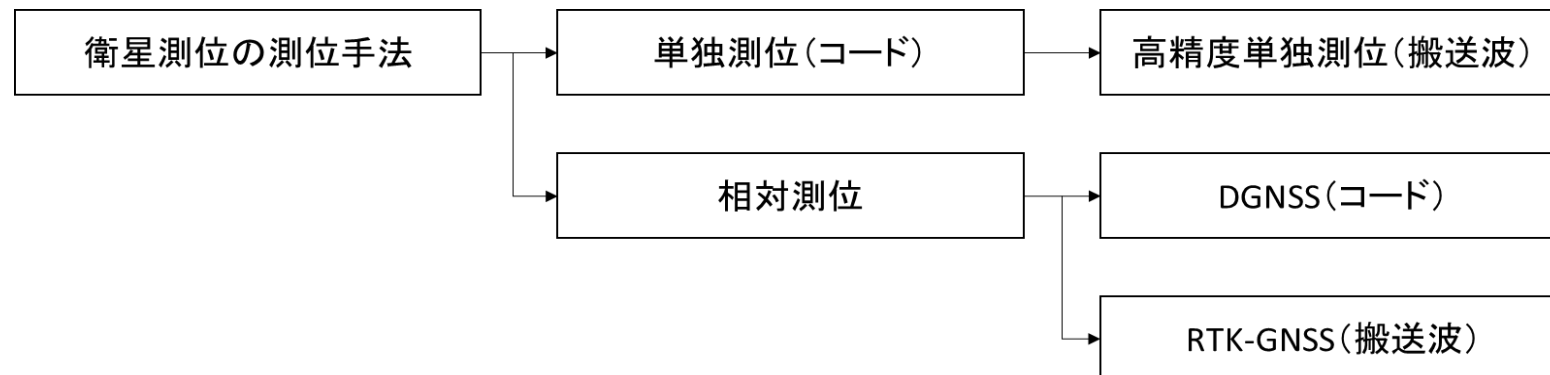 衛星測位の測位手法
単独測位(コード)
高精度単独測位(搬送波)
相対測位
DGNSS(コード)
RTK-GNSS(搬送波)